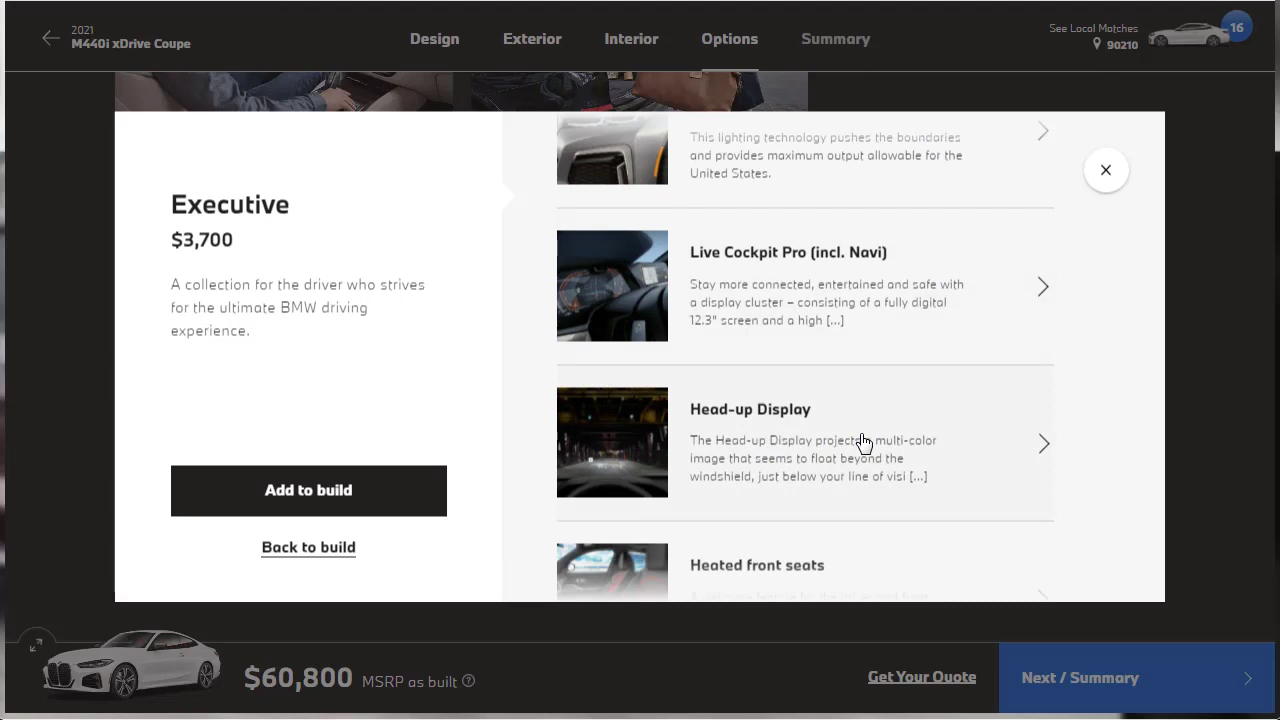 2021
M440i xDrive Coupe
Design
Exterior
Interior
Options
Summary
See Local Matches
90210
16
Executive
$3,700
A collection for the driver who strives
for the ultimate BMW driving
experience.
Add to build
Back to build
This lighting technology pushes the boundaries
and provides maximum output allowable for the
United States.
Live Cockpit Pro (incl. Navi)
Stay more connected, entertained and safe with
a display cluster – consisting of a fully digital
12.3" screen and a high [...]
Head-up Display
The Head-up Display projects a multi-color
image that seems to float beyond the
windshield, just below your line of visi [...]
Heated front seats
$60,800 MSRP as built
Get Your Quote
Next / Summary